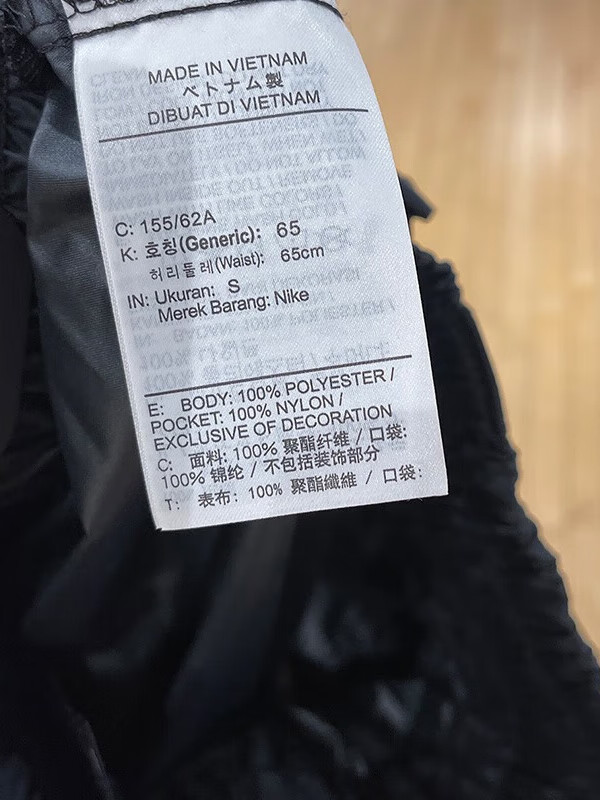 MADE IN VIETNAM
ベトナム製
DIBUAT DI VIETNAM
C: 155/62A
K: 호칭(Generic): 65
허리둘레(Waist): 65cm
IN: Ukuran: S
Merek Barang: Nike
E: BODY: 100% POLYESTER /
POCKET: 100% NYLON /
EXCLUSIVE OF DECORATION
C: 面料: 100% 聚酯纤维 / 口袋:
100% 锦纶 / 不包括装饰部分
T: 表布: 100% 聚酯纖維 / 口袋: